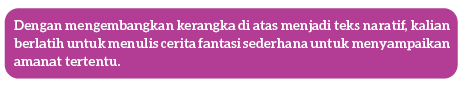 Dengan mengembangkan kerangka di atas menjadi teks naratif, kalian
berlatih untuk menulis cerita fantasi sederhana untuk menyampaikan
amanat tertentu.